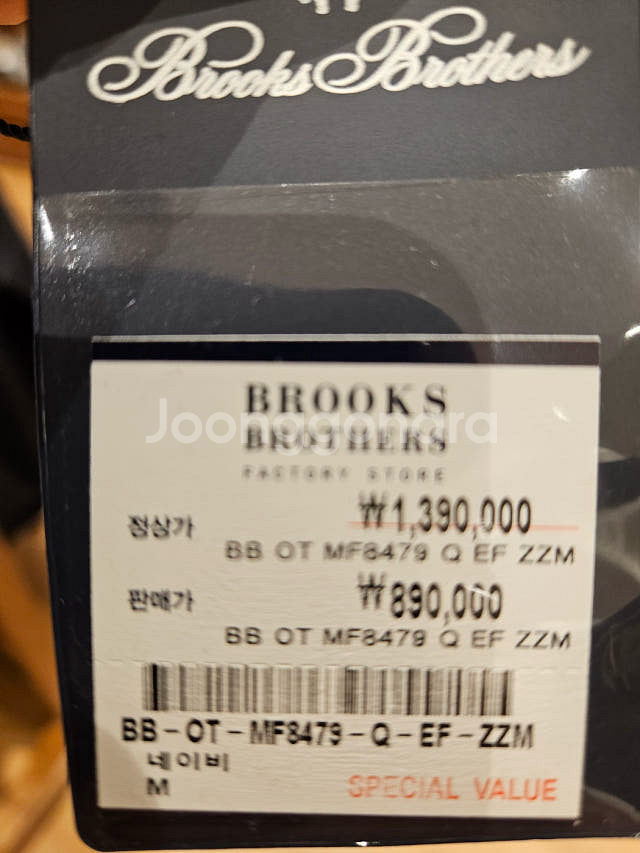 Brooks Brothers
BROOKS
BROTHERS
Joonggonara
FACTORY STORE
정상가 ₩1,390,000
BB OT MF8479 Q EF ZZM
판매가 ₩890,000
BB OT MF8479 Q EF ZZM
BB-OT-MF8479-Q-EF-ZZM
네이비
M SPECIAL VALUE